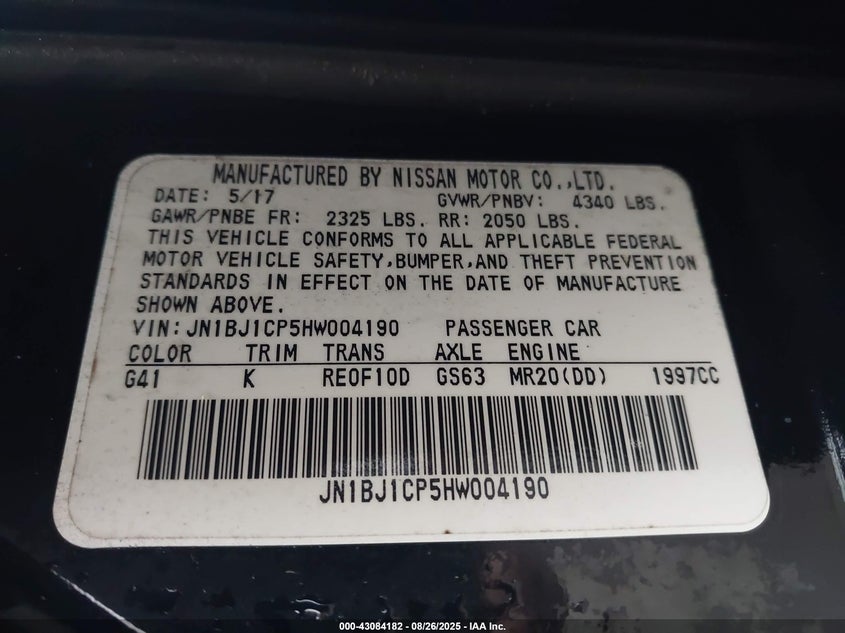 MANUFACTURED BY NISSAN MOTOR CO.,LTD.
DATE: 5/17 GVWR/PNBV: 4340 LBS.
GAWR/PNBE FR: 2325 LBS. RR: 2050 LBS.
THIS VEHICLE CONFORMS TO ALL APPLICABLE FEDERAL
MOTOR VEHICLE SAFETY,BUMPER,AND THEFT PREVENTION
STANDARDS IN EFFECT ON THE DATE OF MANUFACTURE
SHOWN ABOVE.
VIN:JN1BJ1CP5HW004190 PASSENGER CAR
COLOR TRIM TRANS AXLE ENGINE
G41 K RE0F10D GS63 MR20(DD) 1997CC
JN1BJ1CP5HW004190
000-43084182 - 08/26/2025 - IAA Inc.